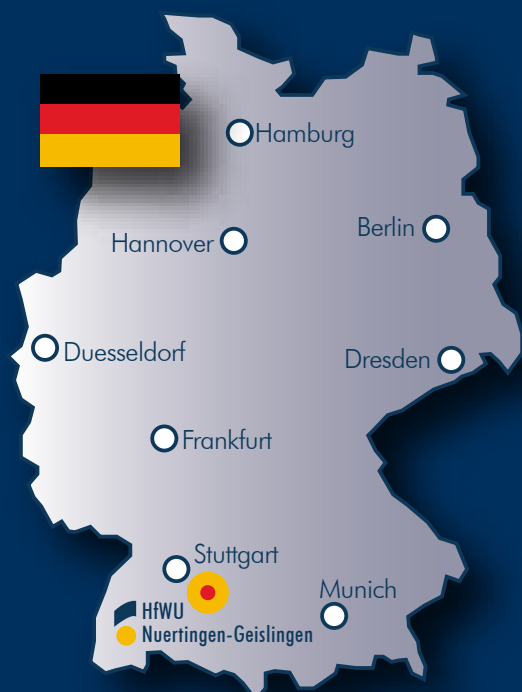 Hamburg
Berlin
Hannover
Duesseldorf
Dresden
Frankfurt
Stuttgart
Munich
HfWU
Nuertingen-Geislingen